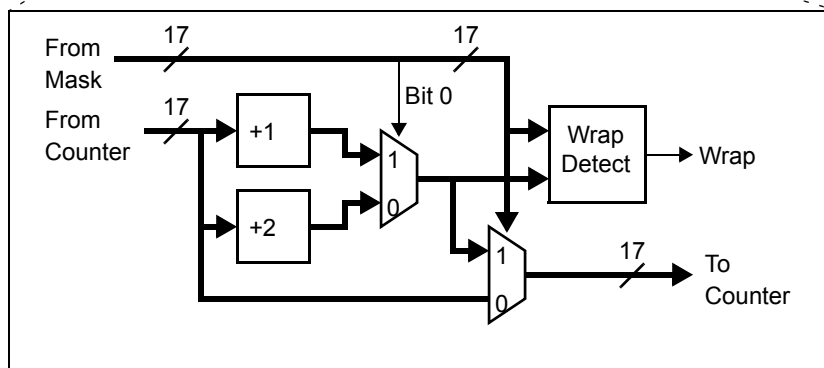 From
Mask
17
17
Bit 0
From
Counter
17
+1
+2
1
0
Wrap
Detect
Wrap
1
0
17
To
Counter